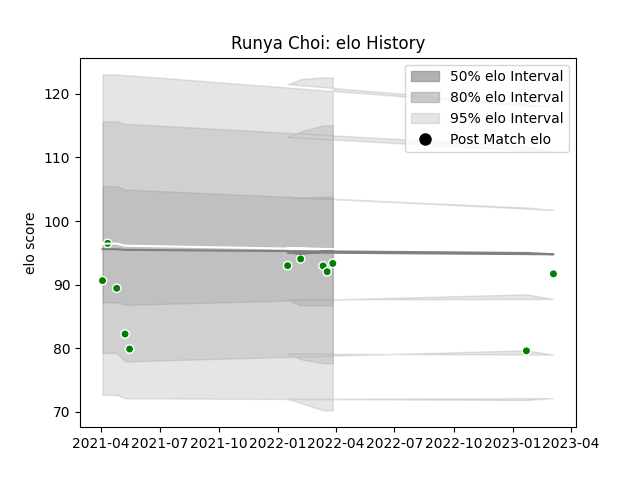 Runya Choi: elo History
50% elo Interval
80% elo Interval
95% elo Interval
Post Match elo
elo score
120
110
100
90
80
70
2021-04 2021-07 2021-10 2022-01 2022-04 2022-07 2022-10 2023-01 2023-04